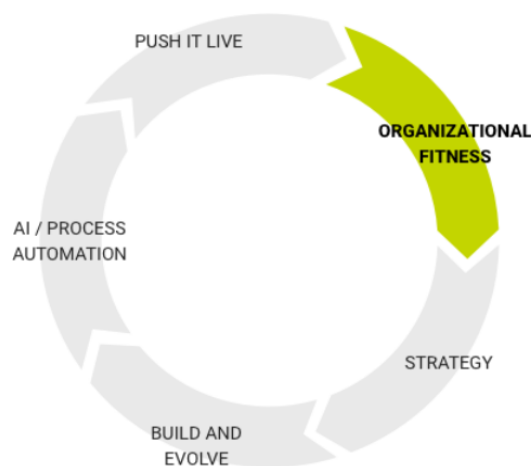 PUSH IT LIVE
ORGANIZATIONAL
FITNESS
AI / PROCESS
AUTOMATION
STRATEGY
BUILD AND
EVOLVE